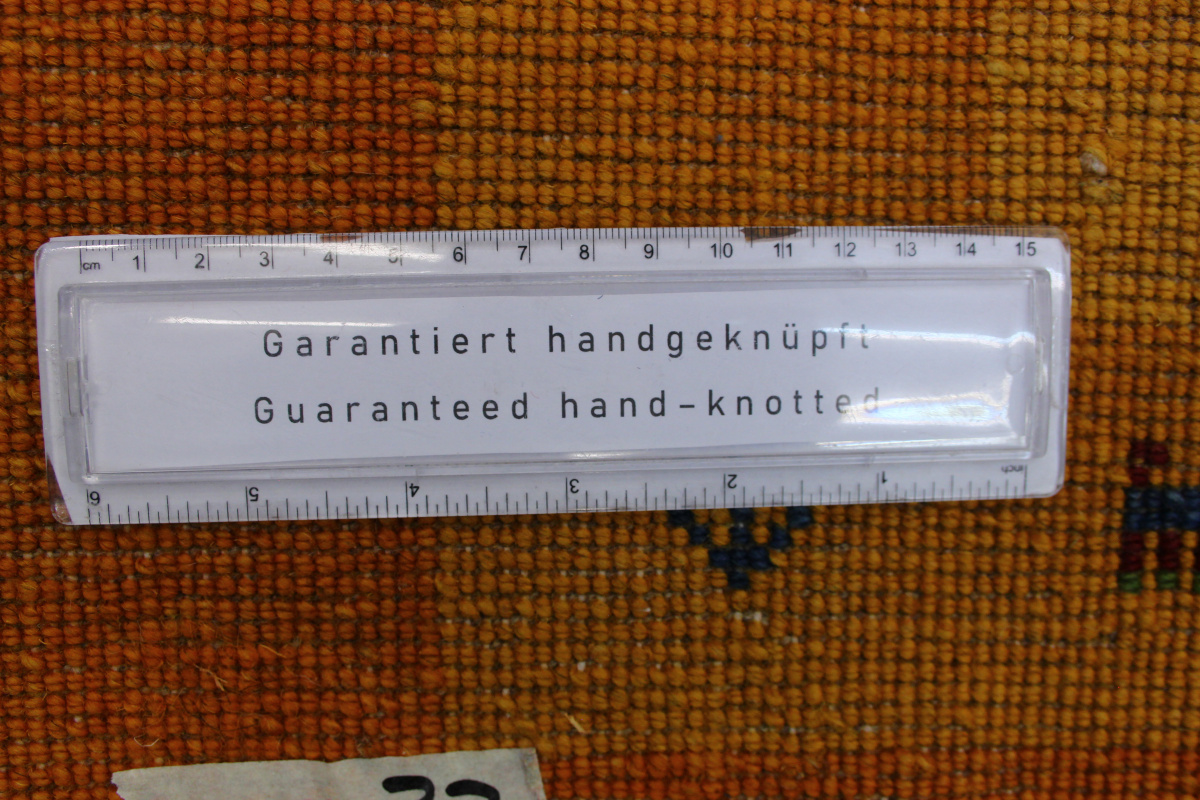 cm 1 2 3 4 5 6 7 8 9 10 11 12 13 14 15
Garantiert handgeknüpft
Guaranteed hand-knotted
6 5 4 3 2 1 inch